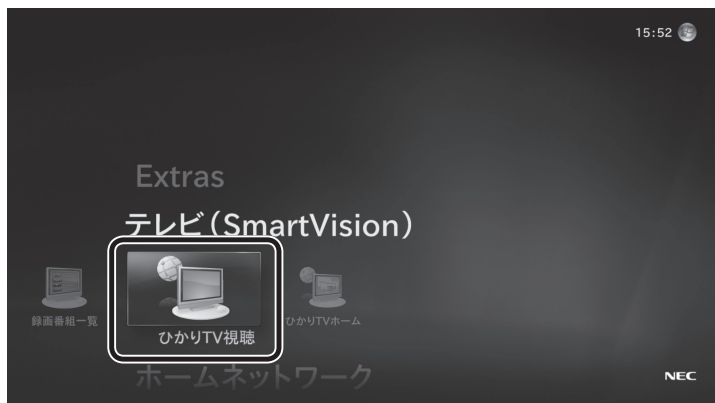 15:52
Extras
テレビ（SmartVision）
録画番組一覧
ひかりTV視聴
ひかりTVホーム
ホームネットワーク
NEC